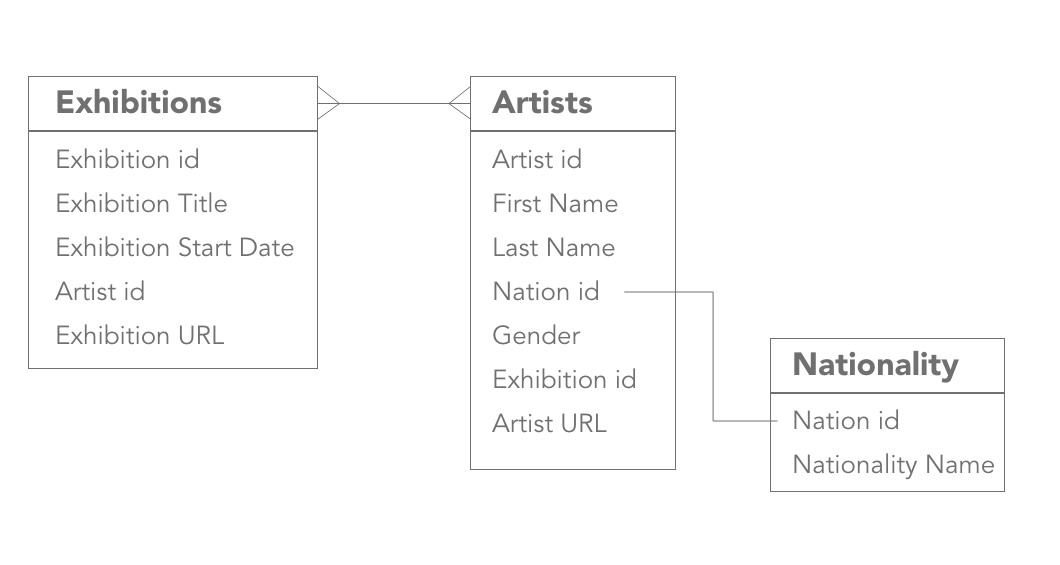 Exhibitions
Exhibition id
Exhibition Title
Exhibition Start Date
Artist id
Exhibition URL
Artists
Artist id
First Name
Last Name
Nation id
Gender
Exhibition id
Artist URL
Nationality
Nation id
Nationality Name